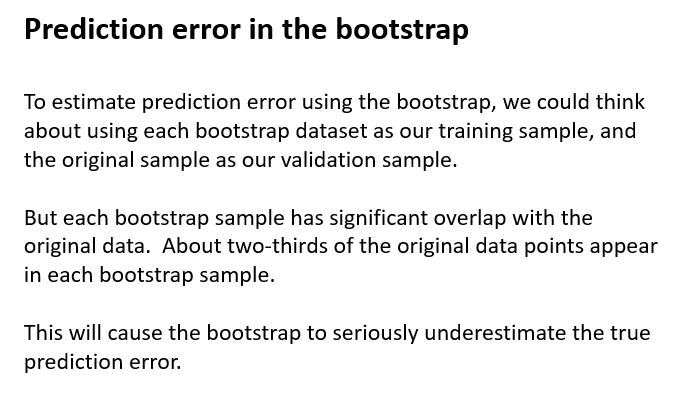 Prediction error in the bootstrap
To estimate prediction error using the bootstrap, we could think
about using each bootstrap dataset as our training sample, and
the original sample as our validation sample.
But each bootstrap sample has significant overlap with the
original data.  About two-thirds of the original data points appear
in each bootstrap sample.
This will cause the bootstrap to seriously underestimate the true
prediction error.